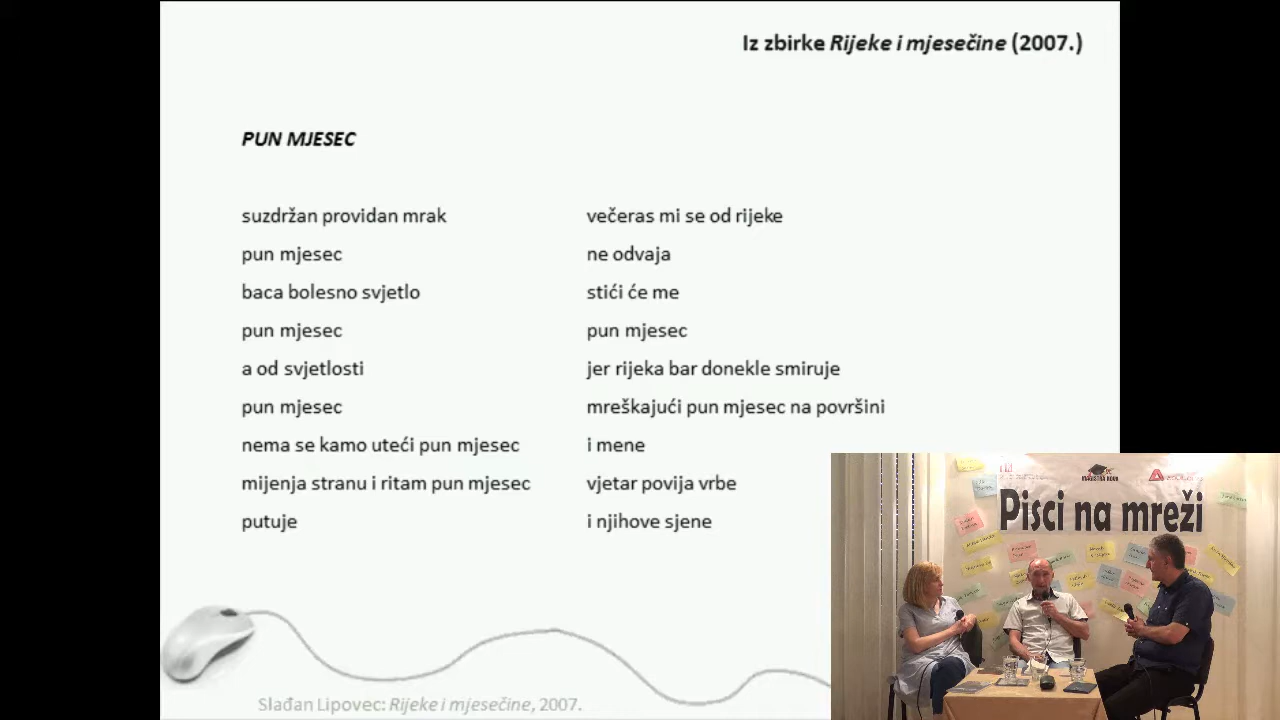 Iz zbirke Rijeke i mjesečine (2007.)
PUN MJESEC
suzdržan providan mrak
pun mjesec
baca bolesno svjetlo
pun mjesec
a od svjetlosti
pun mjesec
nema se kamo uteći pun mjesec
mijenja stranu i ritam pun mjesec
putuje
večeras mi se od rijeke
ne odvaja
stići će me
pun mjesec
jer rijeka bar donekle smiruje
mreškajući pun mjesec na površini
i mene
vjetar povija vrbe
i njihove sjene
Pisci na mreži
Slađan Lipovec: Rijeke i mjesečine, 2007.